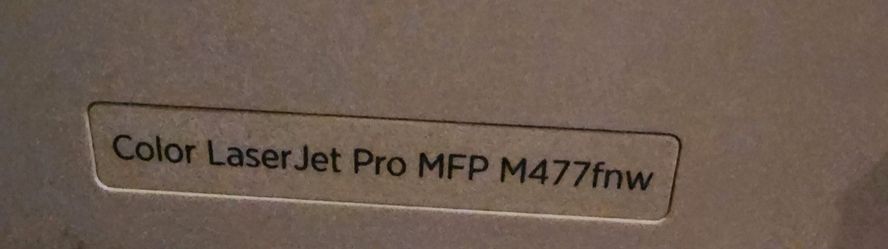 Color LaserJet Pro MFP M477fnw